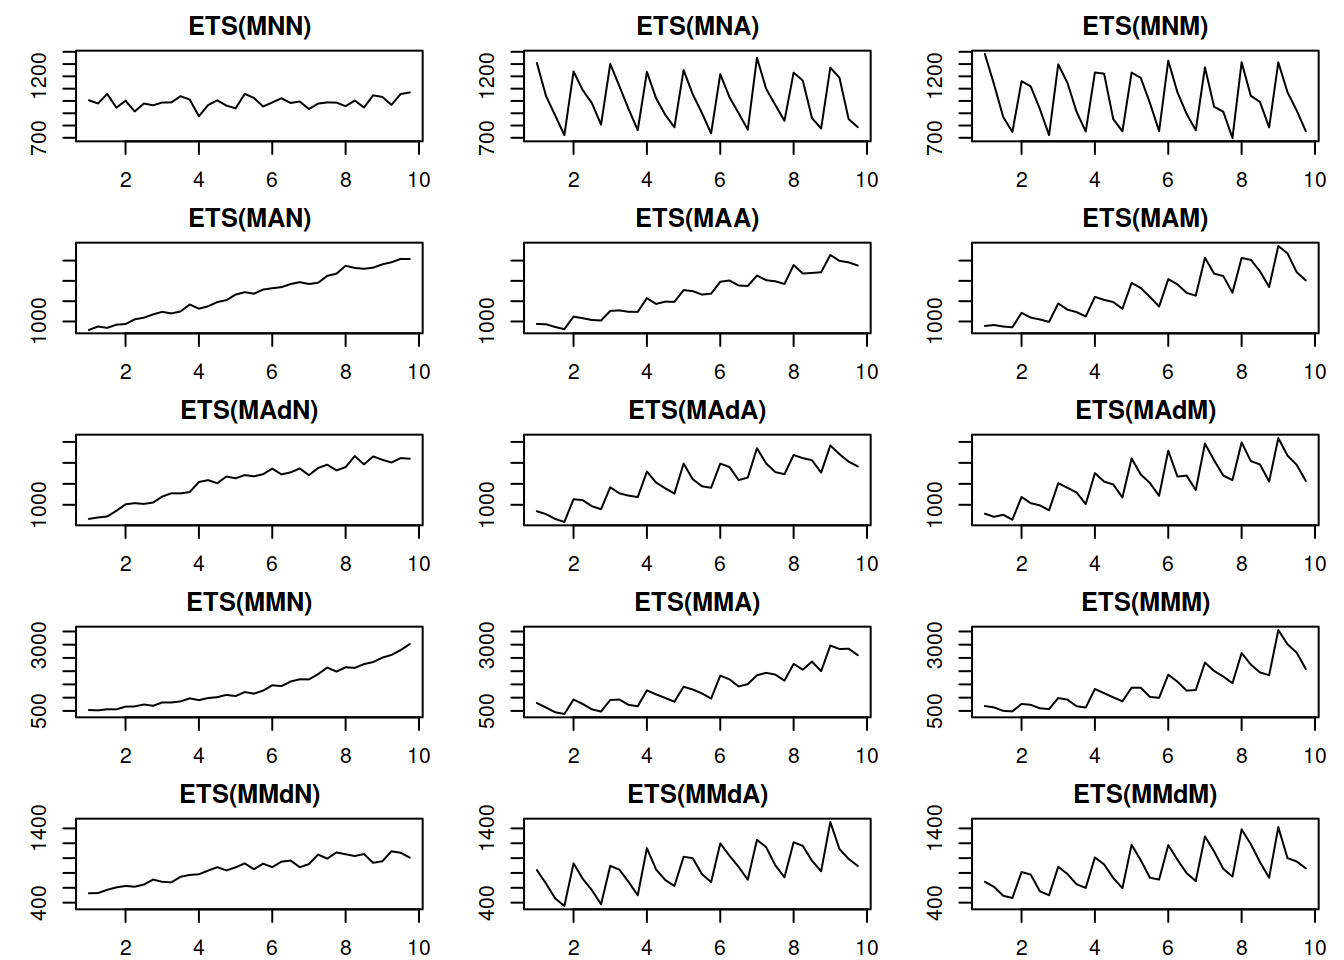 ETS(MNN) ETS(MNA) ETS(MNM)
700 1200 700 1200 700 1200
2 4 6 8 10 2 4 6 8 10 2 4 6 8 10
ETS(MAN) ETS(MAA) ETS(MAM)
1000 1000 1000
2 4 6 8 10 2 4 6 8 10 2 4 6 8 10
ETS(MAdN) ETS(MAdA) ETS(MAdM)
1000 1000 1000
2 4 6 8 10 2 4 6 8 10 2 4 6 8 10
ETS(MMN) ETS(MMA) ETS(MMM)
500 3000 500 3000 500 3000
2 4 6 8 10 2 4 6 8 10 2 4 6 8 10
ETS(MMdN) ETS(MMdA) ETS(MMdM)
400 1400 400 1400 400 1400
2 4 6 8 10 2 4 6 8 10 2 4 6 8 10